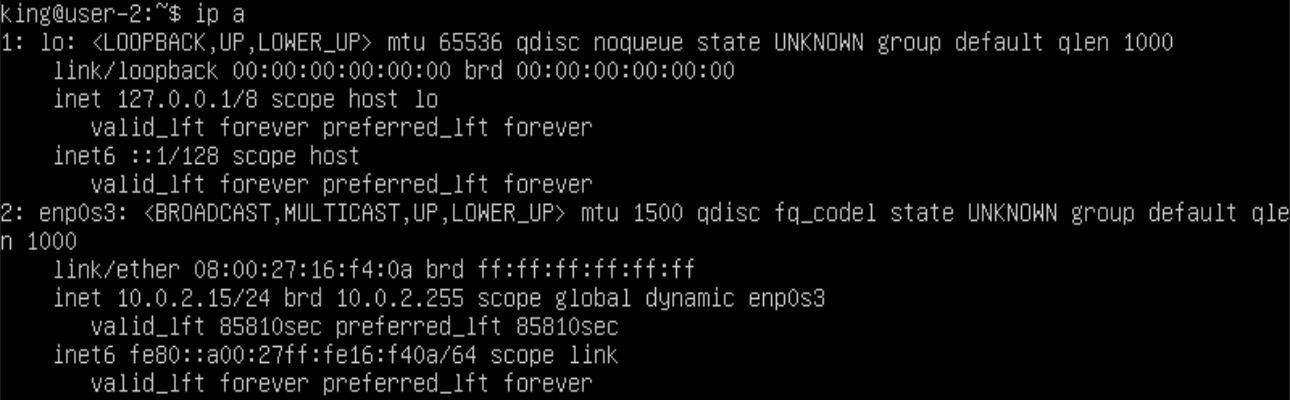 king@user-2:~$ ip a
1: lo: <LOOPBACK,UP,LOWER_UP> mtu 65536 qdisc noqueue state UNKNOWN group default qlen 1000
    link/loopback 00:00:00:00:00:00 brd 00:00:00:00:00:00
    inet 127.0.0.1/8 scope host lo
       valid_lft forever preferred_lft forever
    inet6 ::1/128 scope host
       valid_lft forever preferred_lft forever
2: enp0s3: <BROADCAST,MULTICAST,UP,LOWER_UP> mtu 1500 qdisc fq_codel state UNKNOWN group default qle
n 1000
    link/ether 08:00:27:16:f4:0a brd ff:ff:ff:ff:ff:ff
    inet 10.0.2.15/24 brd 10.0.2.255 scope global dynamic enp0s3
       valid_lft 85810sec preferred_lft 85810sec
    inet6 fe80::a00:27ff:fe16:f40a/64 scope link
       valid_lft forever preferred_lft forever